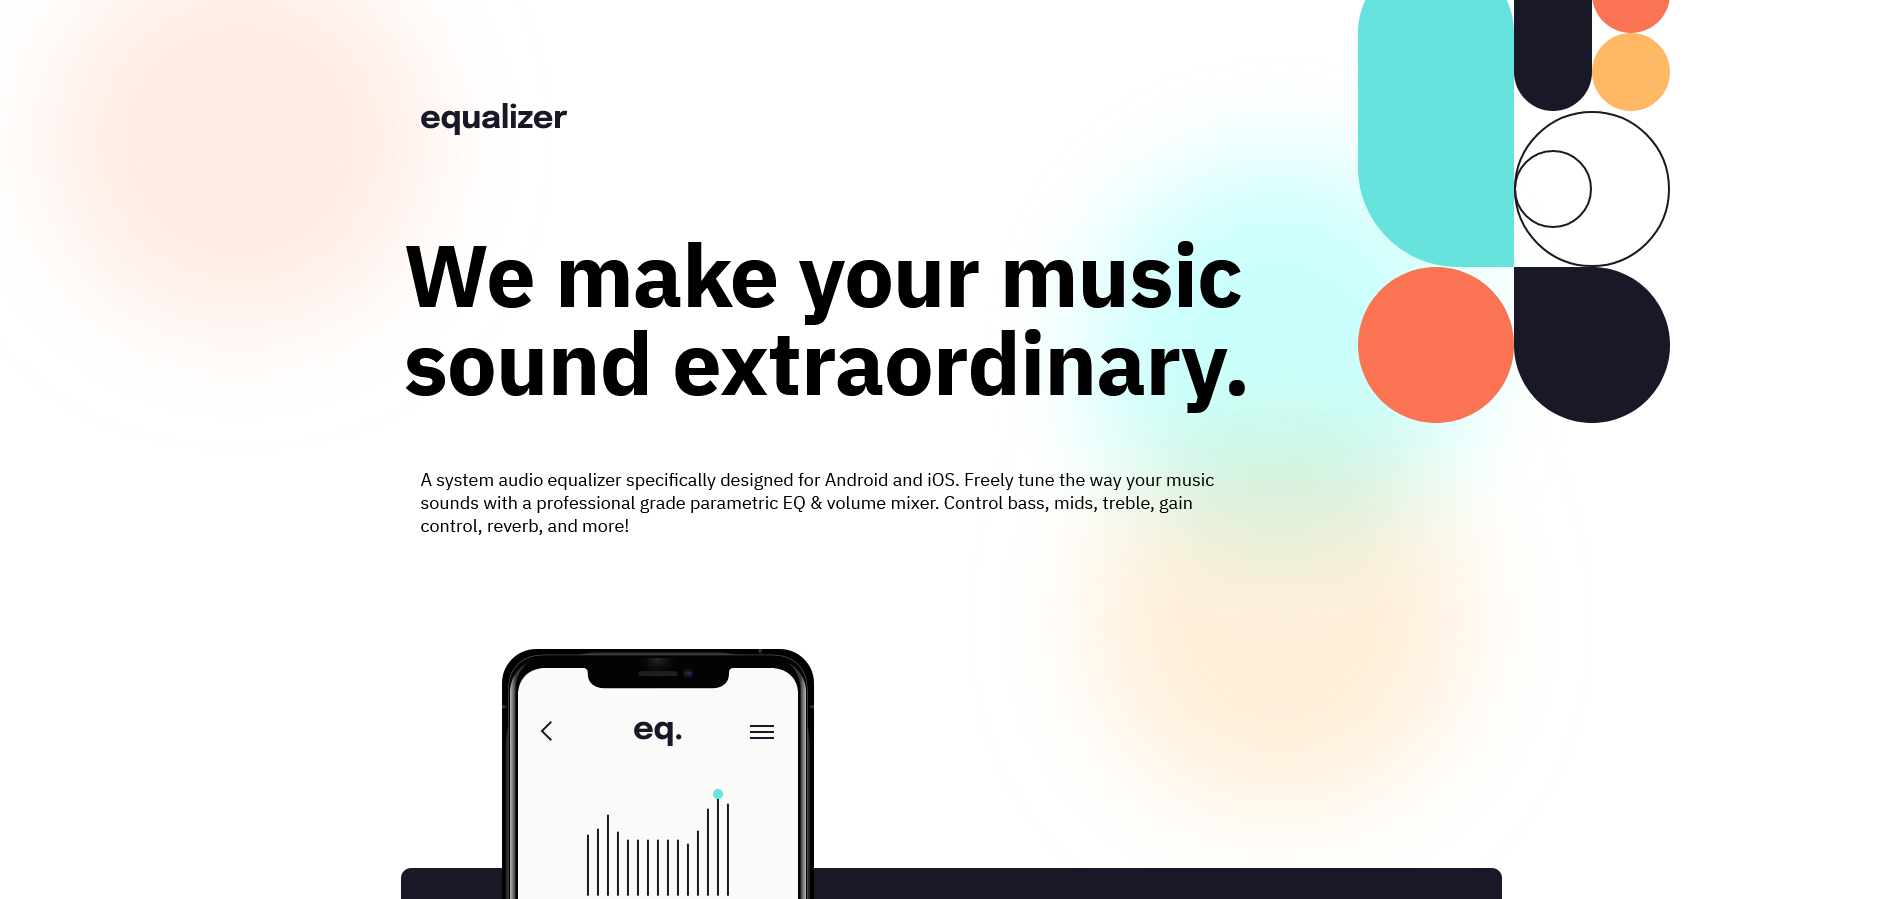 equalizer
We make your music
sound extraordinary.
A system audio equalizer specifically designed for Android and iOS. Freely tune the way your music
sounds with a professional grade parametric EQ & volume mixer. Control bass, mids, treble, gain
control, reverb, and more!
eq.